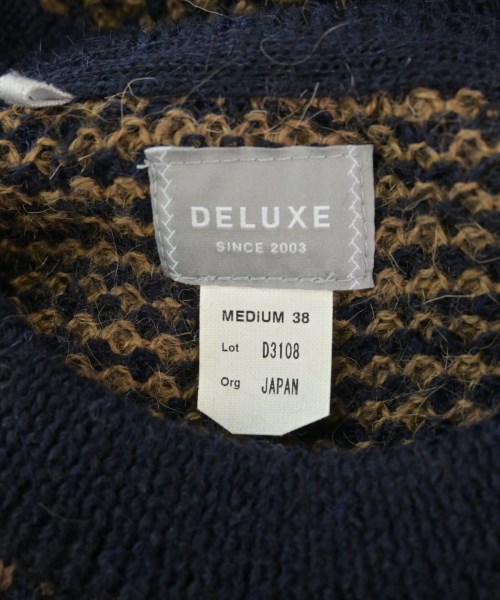 DELUXE
SINCE 2003
MEDIUM 38
Lot D3108
Org JAPAN